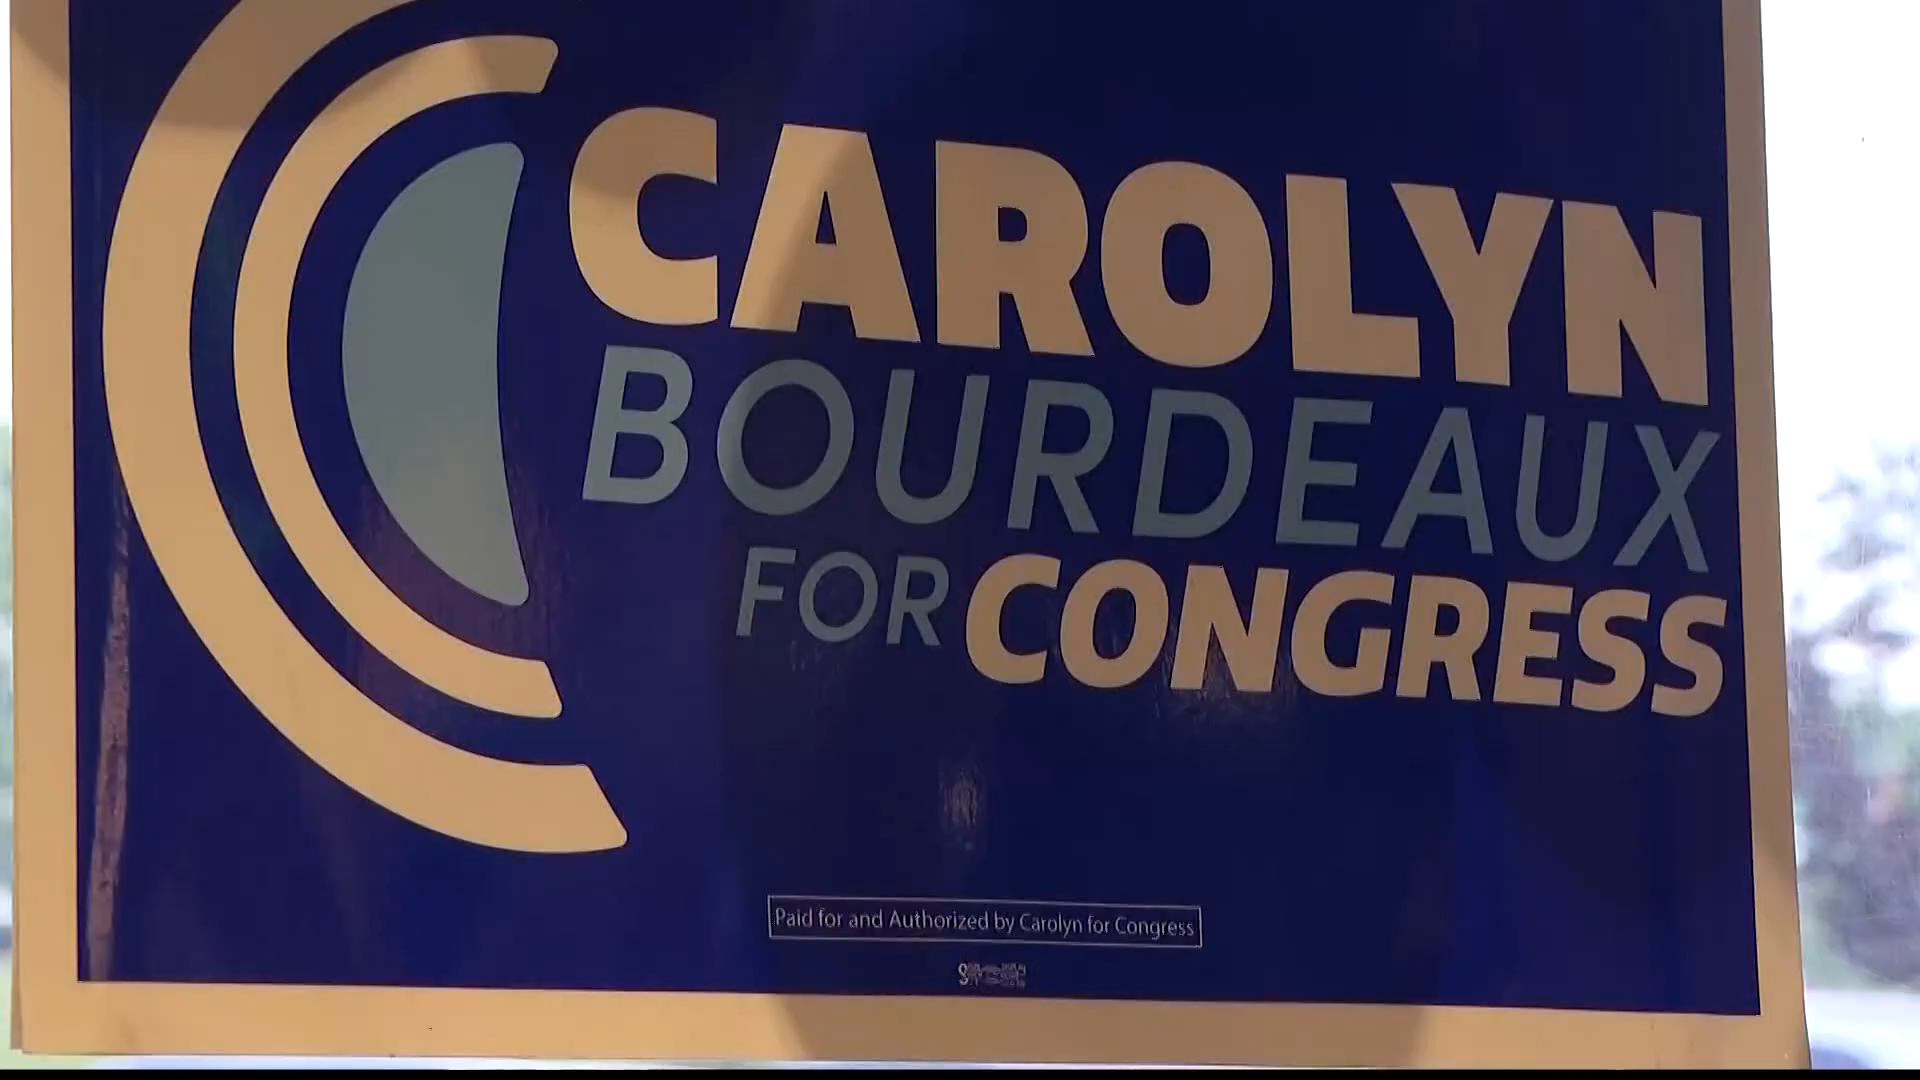 CAROLYN
BOURDEAUX
FOR CONGRESS
Paid for and Authorized by Carolyn for Congress